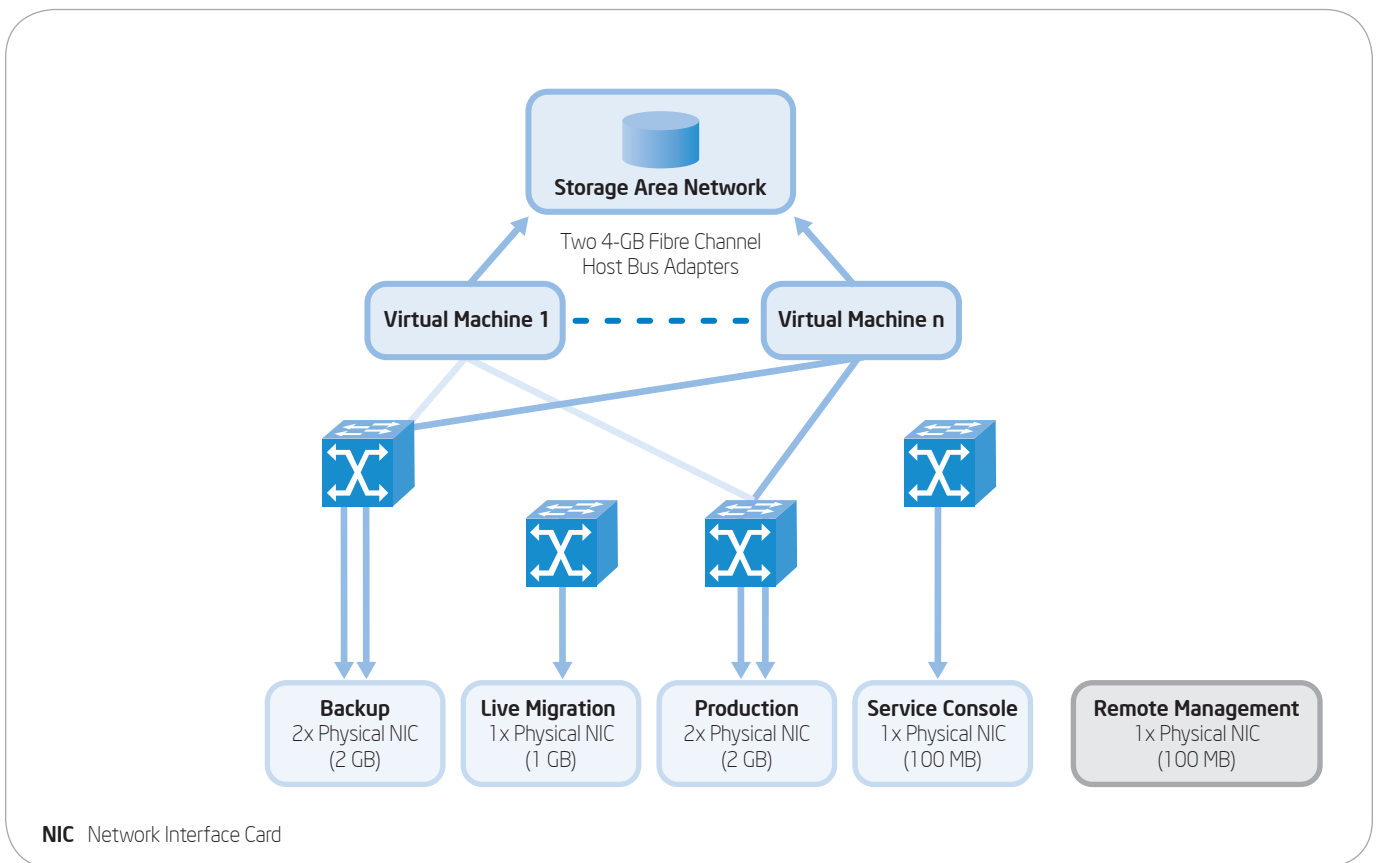 Storage Area Network
Two 4-GB Fibre Channel
Host Bus Adapters
Virtual Machine 1
Virtual Machine n
Backup
2x Physical NIC
(2 GB)
Live Migration
1x Physical NIC
(1 GB)
Production
2x Physical NIC
(2 GB)
Service Console
1x Physical NIC
(100 MB)
Remote Management
1x Physical NIC
(100 MB)
NIC Network Interface Card